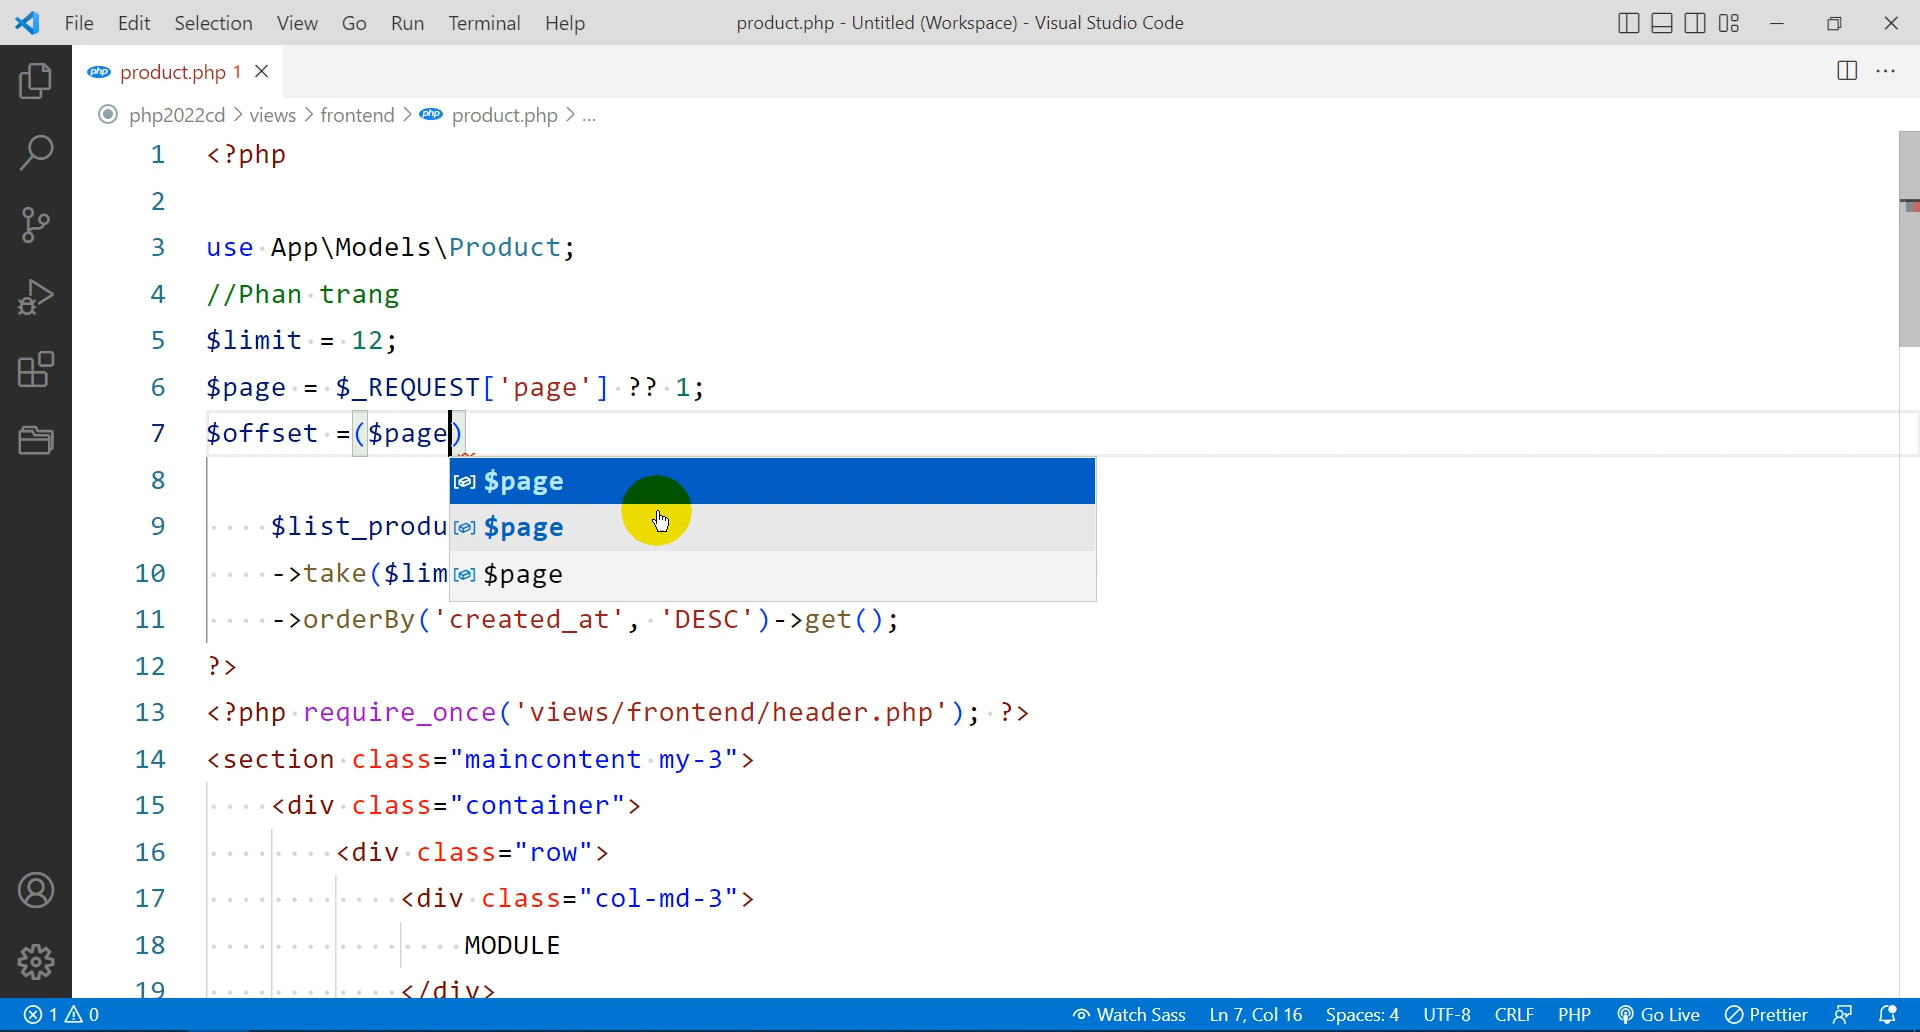 File Edit Selection View Go Run Terminal Help product.php - Untitled (Workspace) - Visual Studio Code
php product.php 1
php2022cd > views > frontend > php product.php > ...
1 <?php
2
3 use App\Models\Product;
4 //Phan trang
5 $limit = 12;
6 $page = $_REQUEST['page'] ?? 1;
7 $offset =($page)
8 $page
9 $list_produ $page
10 ->take($lim $page
11 ->orderBy('created_at', 'DESC')->get();
12 ?>
13 <?php require_once('views/frontend/header.php'); ?>
14 <section class="maincontent my-3">
15 <div class="container">
16 <div class="row">
17 <div class="col-md-3">
18 MODULE
19 </div>
1 0 Watch Sass Ln 7, Col 16 Spaces: 4 UTF-8 CRLF PHP Go Live Prettier